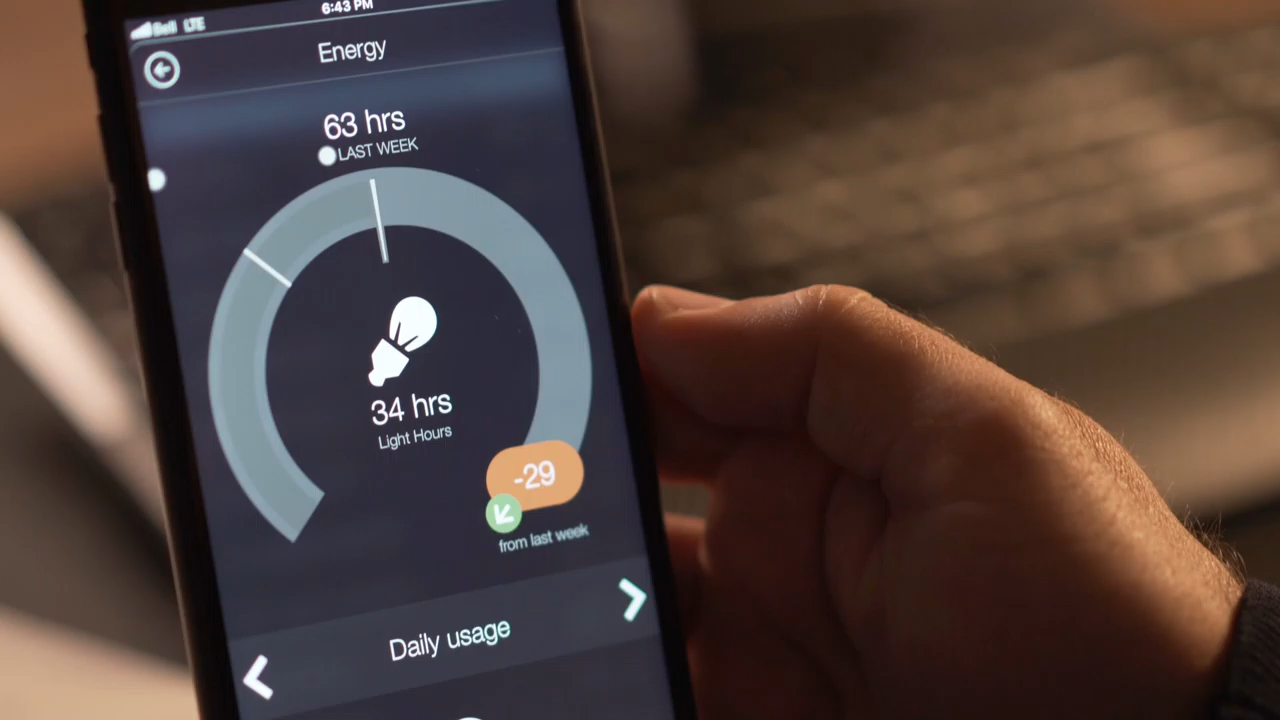 Bell LTE
6:43 PM
Energy
63 hrs
LAST WEEK
34 hrs
Light Hours
-29
from last week
Daily usage